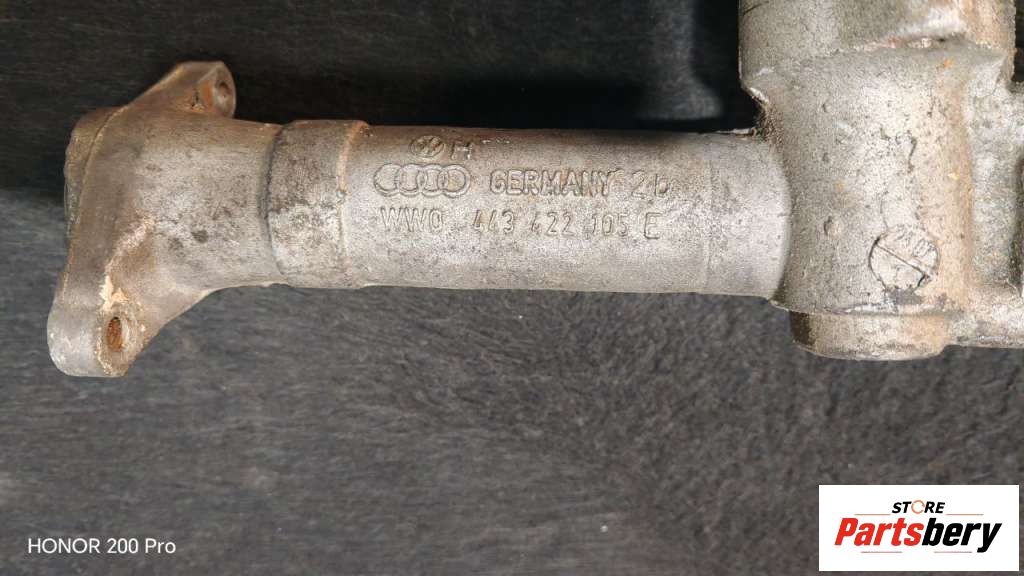 GERMANY 2b
WW0 443 422 105 E
HONOR 200 Pro
STORE
Partsbery